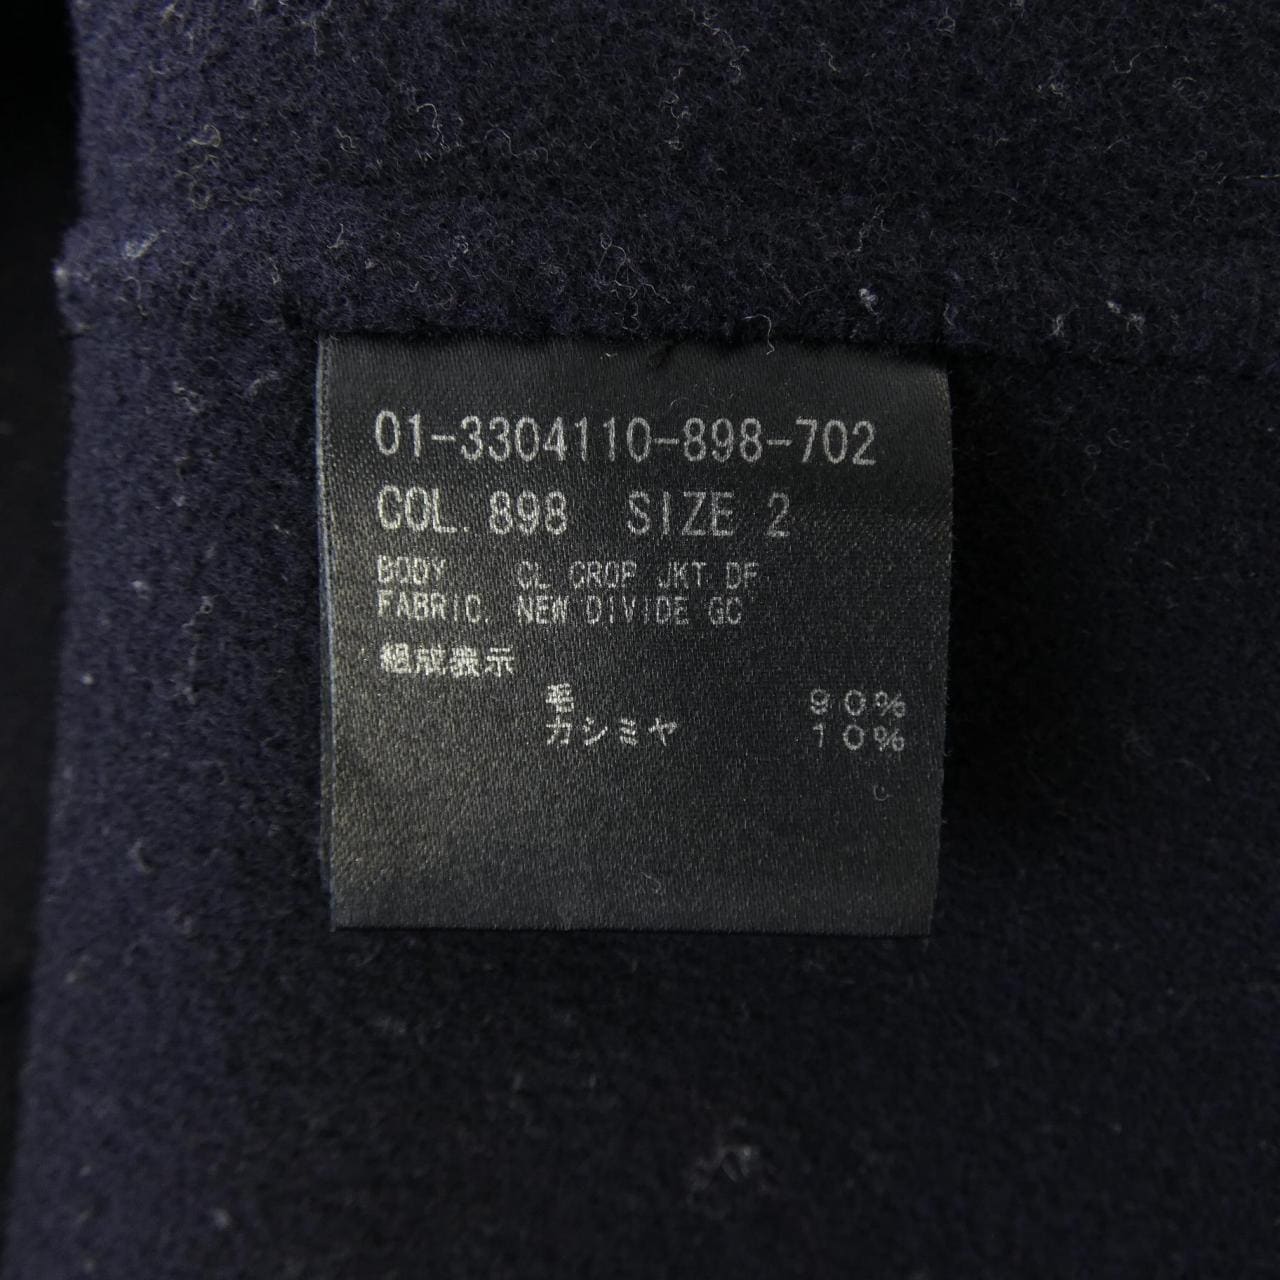 01-3304110-898-702
COL. 898 SIZE 2
BODY CL CROP JKT DF
FABRIC. NEW DIVIDE GC
組成表示
毛 90%
カシミヤ 10%